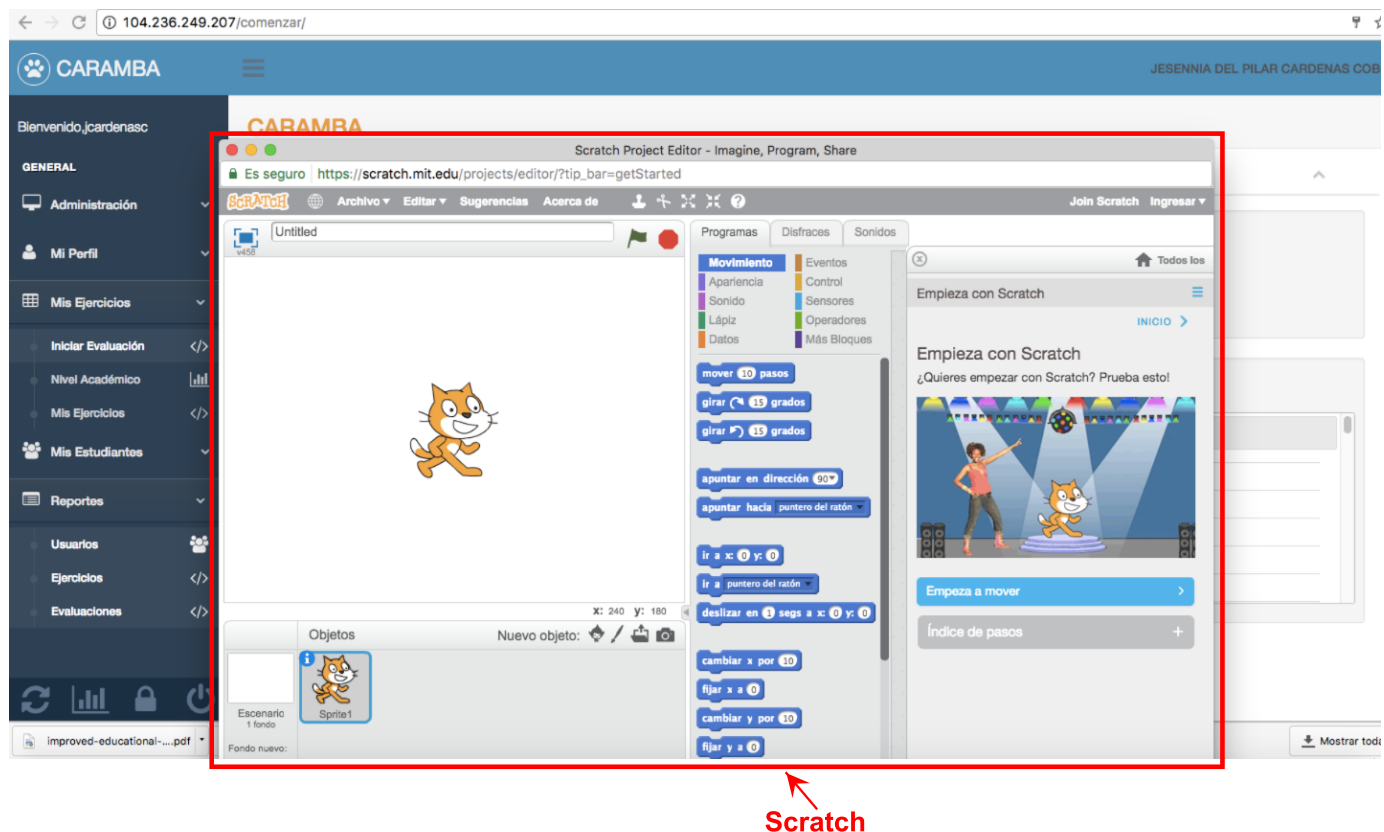 104.236.249.207/comenzar/
CARAMBA
JESENNIA DEL PILAR CARDENAS COB
Bienvenido,jcardenasc
CARAMBA
GENERAL
Administración
Mi Perfil
Mis Ejercicios
Iniciar Evaluación
Nivel Académico
Mis Ejercicios
Mis Estudiantes
Reportes
Usuarios
Ejercicios
Evaluaciones
improved-educational-....pdf
Mostrar toda
Scratch Project Editor - Imagine, Program, Share
Es seguro https://scratch.mit.edu/projects/editor/?tip_bar=getStarted
SCRATCH Archivo Editar Sugerencias Acerca de Join Scratch Ingresar
v458 Untitled
X: 240 y: 180
Objetos Nuevo objeto:
Escenario
1 fondo
Sprite1
Fondo nuevo:
Programas Disfraces Sonidos
Movimiento Eventos
Apariencia Control
Sonido Sensores
Lápiz Operadores
Datos Más Bloques
mover 10 pasos
girar 15 grados
girar 15 grados
apuntar en dirección 90
apuntar hacia puntero del ratón
ir a x: 0 y: 0
ir a puntero del ratón
deslizar en 1 segs a x: 0 y: 0
cambiar x por 10
fijar x a 0
cambiar y por 10
fijar y a 0
Todos los
Empieza con Scratch
INICIO
Empieza con Scratch
¿Quieres empezar con Scratch? Prueba esto!
Empeza a mover
Índice de pasos
Scratch